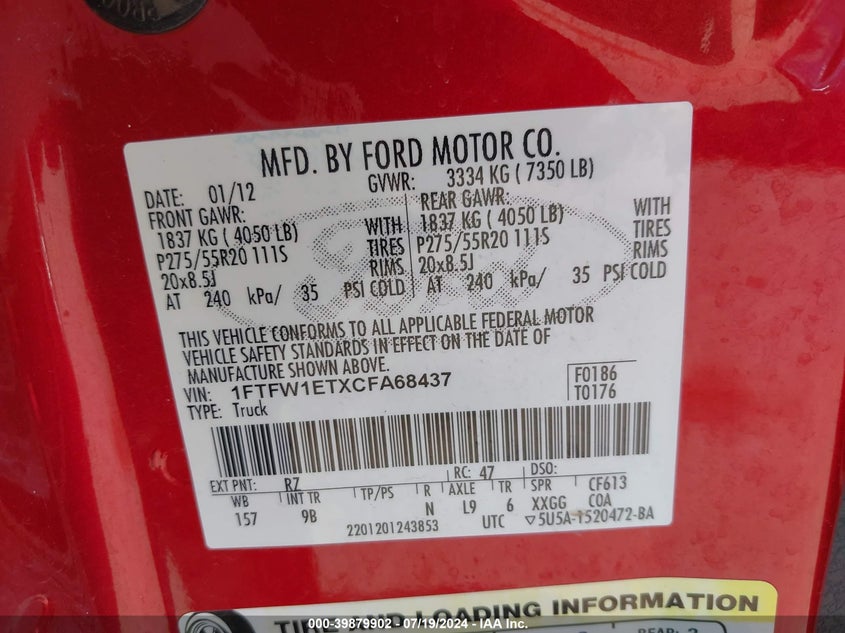 MFD. BY FORD MOTOR CO.
DATE: 01/12 GVWR: 3334 KG ( 7350 LB)
FRONT GAWR: REAR GAWR:
1837 KG ( 4050 LB) WITH 1837 KG ( 4050 LB) WITH
P275/55R20 111S TIRES P275/55R20 111S TIRES
20x8.5J RIMS 20x8.5J RIMS
AT 240 kPa/ 35 PSI COLD AT 240 kPa/ 35 PSI COLD
THIS VEHICLE CONFORMS TO ALL APPLICABLE FEDERAL MOTOR
VEHICLE SAFETY STANDARDS IN EFFECT ON THE DATE OF
MANUFACTURE SHOWN ABOVE.
VIN: 1FTFW1ETXCFA68437 F0186
TYPE: Truck T0176
EXT PNT: RZ RC: 47 DSO:
WB INT TR TP/PS R AXLE TR SPR CF613
157 9B N L9 6 XXGG COA
2201201243853 UTC ▽5U5A-1520472-BA
TIRE AND LOADING INFORMATION
000-39879902 - 07/19/2024 - IAA Inc.